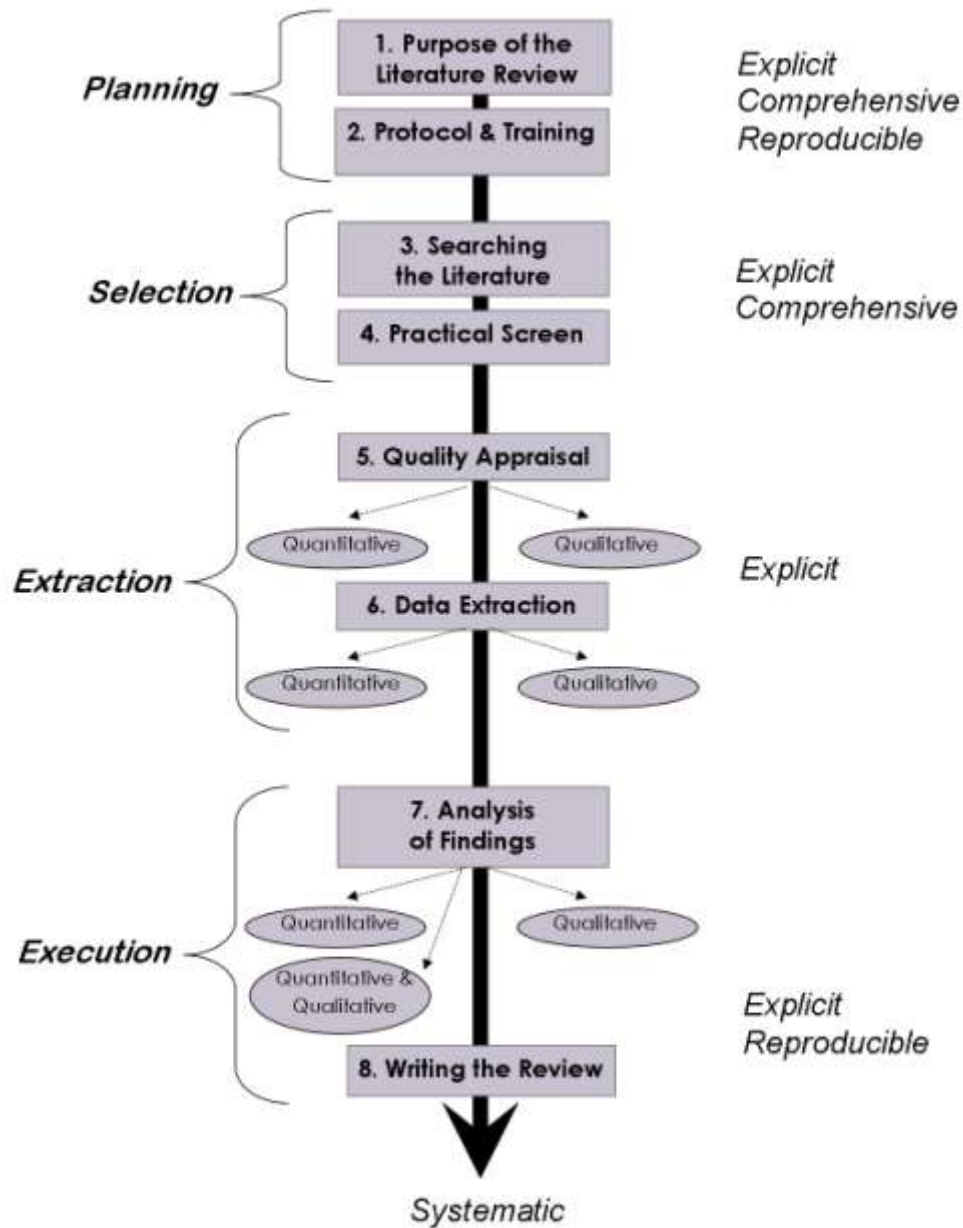 Planning
1. Purpose of the
Literature Review
2. Protocol & Training
Explicit
Comprehensive
Reproducible
Selection
3. Searching
the Literature
4. Practical Screen
Explicit
Comprehensive
Extraction
5. Quality Appraisal
Quantitative
Qualitative
6. Data Extraction
Quantitative
Qualitative
Explicit
Execution
7. Analysis
of Findings
Quantitative
Qualitative
Quantitative &
Qualitative
8. Writing the Review
Explicit
Reproducible
Systematic